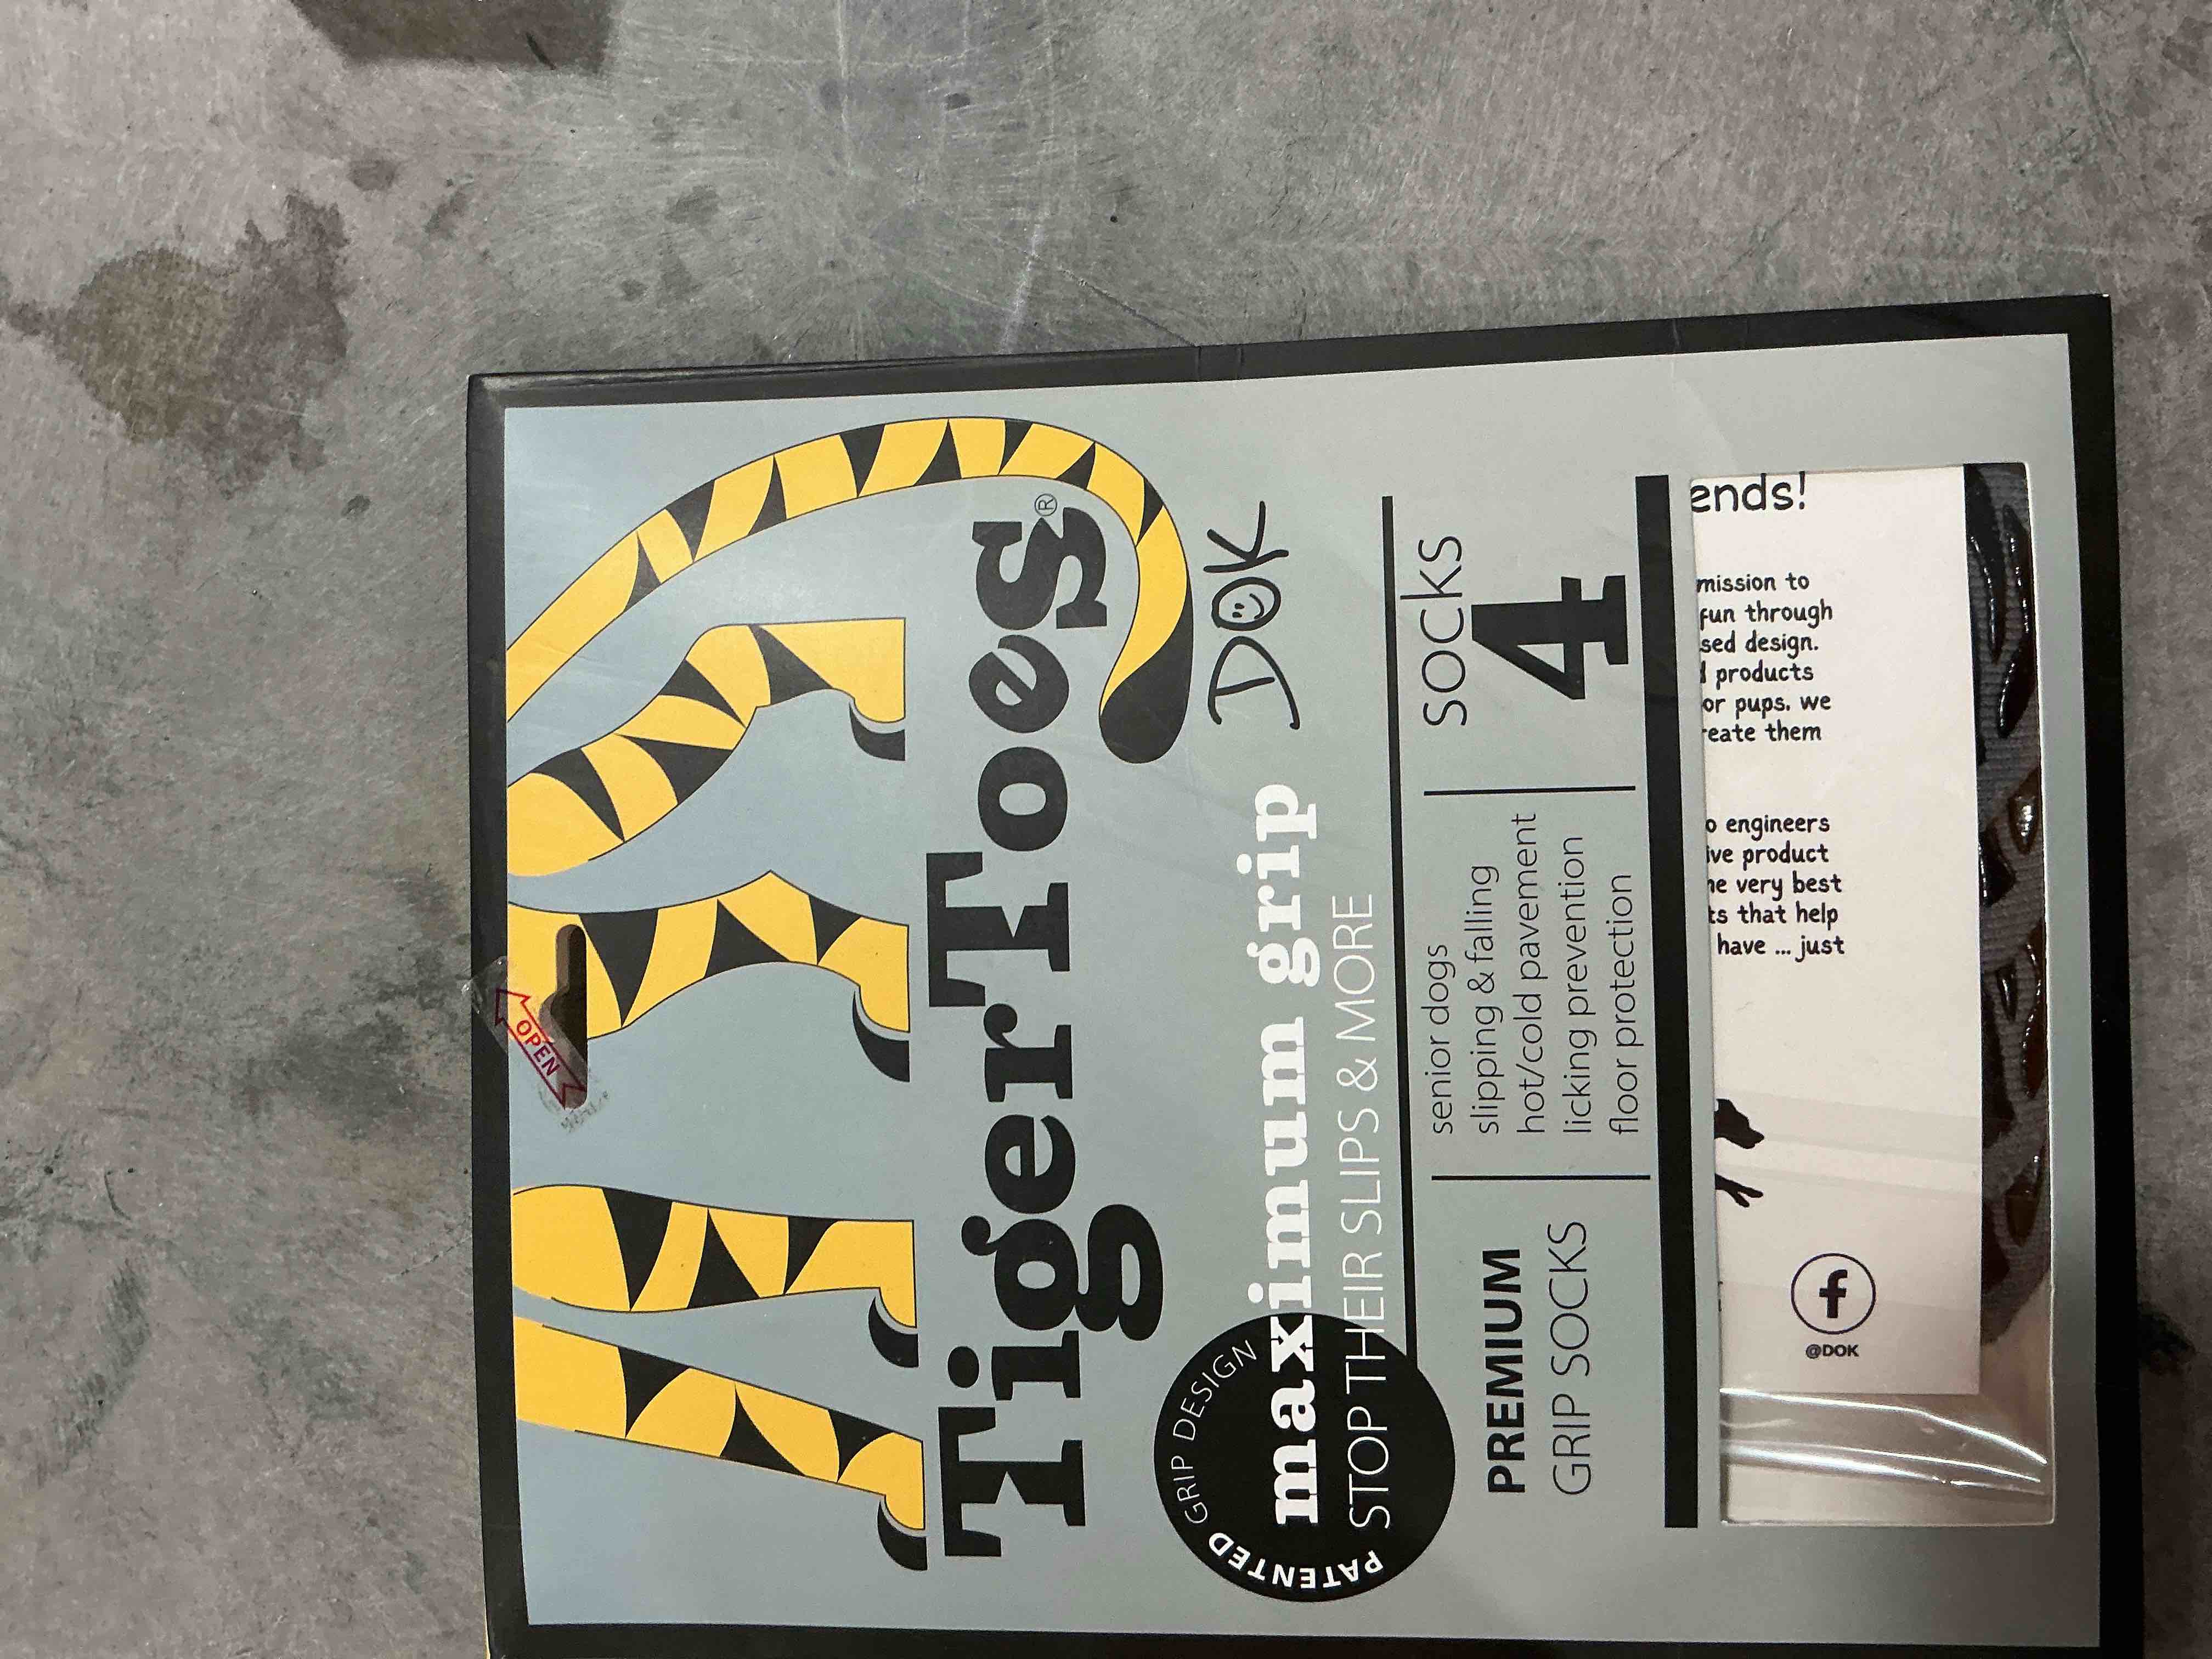 OPEN
TigerToes®
DOK
PATENTED GRIP DESIGN
maximum grip
STOP THEIR SLIPS & MORE
PREMIUM
GRIP SOCKS
senior dogs
slipping & falling
hot/cold pavement
licking prevention
floor protection
SOCKS
4
ends!
mission to
fun through
sed design.
products
or pups, we
eate them
engineers
ive product
he very best
ts that help
have ... just
@DOK